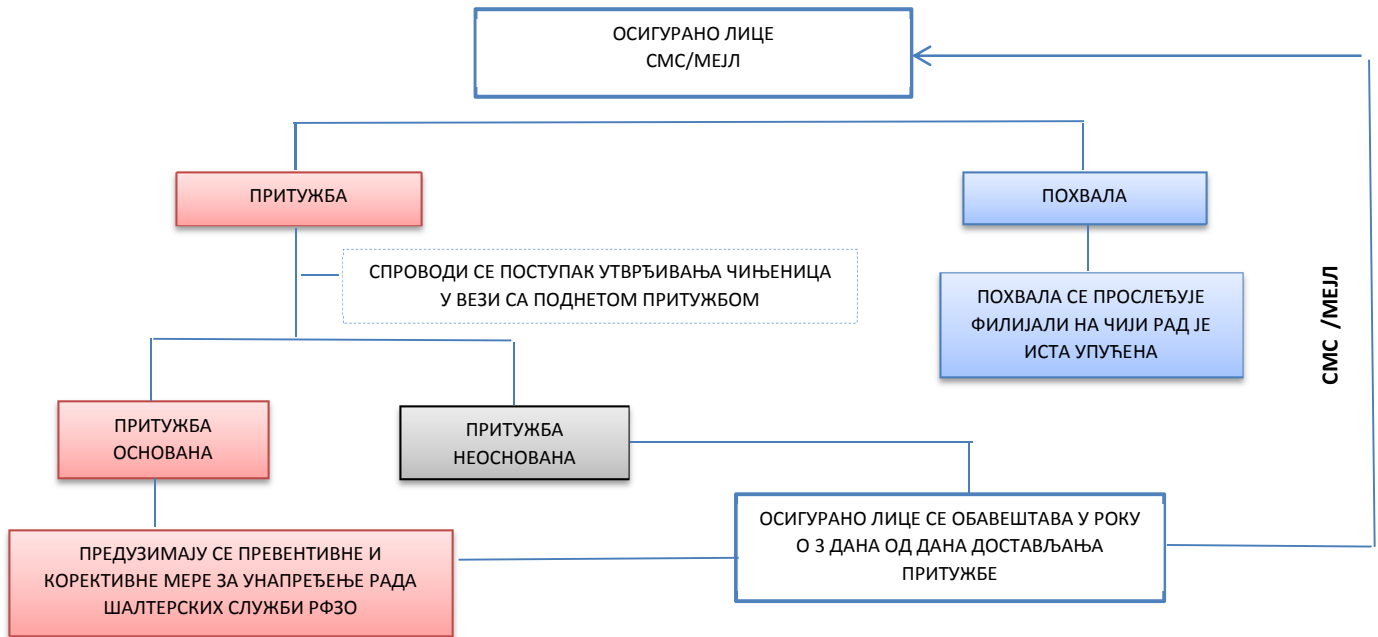 ОСИГУРАНО ЛИЦЕ
СМС/МЕЈЛ
ПРИТУЖБА
ПОХВАЛА
СПРОВОДИ СЕ ПОСТУПАК УТВРЂИВАЊА ЧИЊЕНИЦА
У ВЕЗИ СА ПОДНЕТОМ ПРИТУЖБОМ
ПОХВАЛА СЕ ПРОСЛЕЂУЈЕ
ФИЛИЈАЛИ НА ЧИЈИ РАД ЈЕ
ИСТА УПУЋЕНА
СМС /МЕЈЛ
ПРИТУЖБА
ОСНОВАНА
ПРИТУЖБА
НЕОСНОВАНА
ПРЕДУЗИМАЈУ СЕ ПРЕВЕНТИВНЕ И
КОРЕКТИВНЕ МЕРЕ ЗА УНАПРЕЂЕЊЕ РАДА
ШАЛТЕРСКИХ СЛУЖБИ РФЗО
ОСИГУРАНО ЛИЦЕ СЕ ОБАВЕШТАВА У РОКУ
О 3 ДАНА ОД ДАНА ДОСТАВЉАЊА
ПРИТУЖБЕ